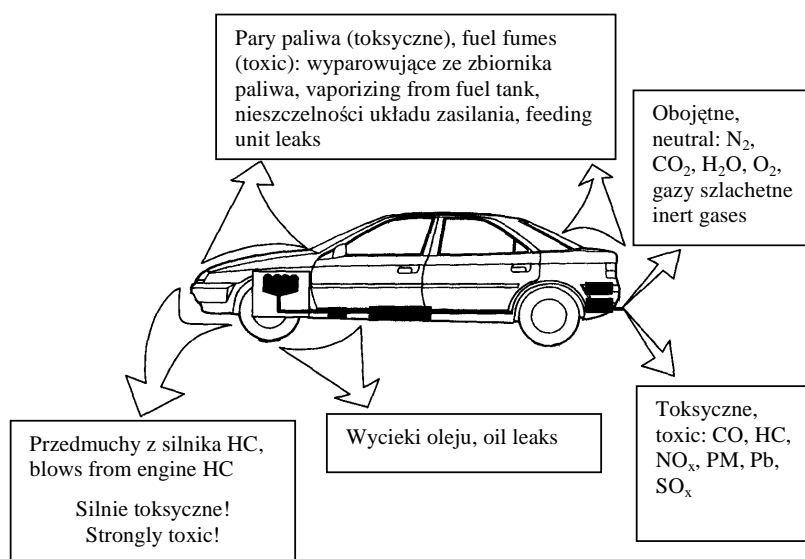 Pary paliwa (toksyczne), fuel fumes
(toxic): wyparowujące ze zbiornika
paliwa, vaporizing from fuel tank,
nieszczelności układu zasilania, feeding
unit leaks
Obojętne,
neutral: N₂,
CO₂, H₂O, O₂,
gazy szlachetne
inert gases
Przedmuchy z silnika HC,
blows from engine HC
Silnie toksyczne!
Strongly toxic!
Wycieki oleju, oil leaks
Toksyczne,
toxic: CO, HC,
NOₓ, PM, Pb,
SOₓ